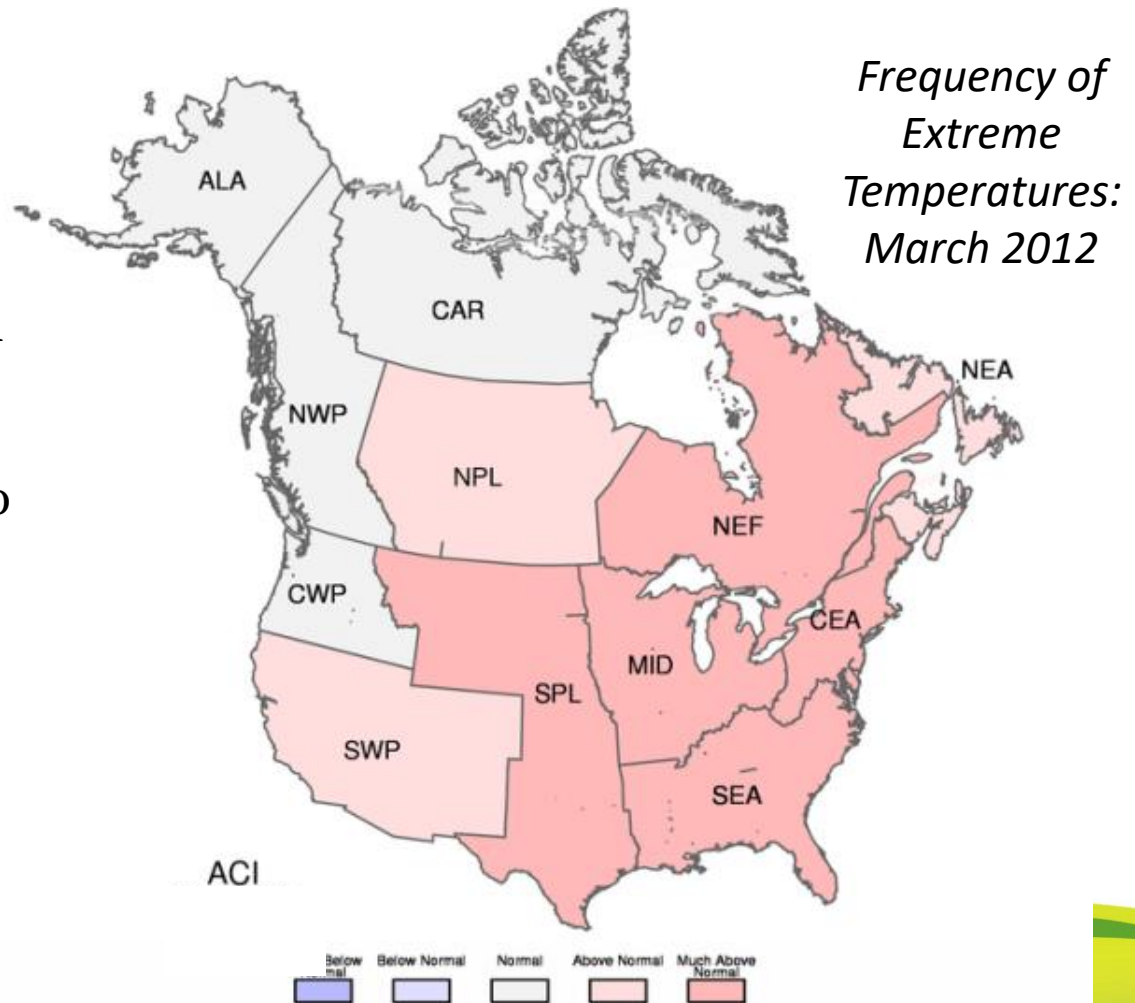 Frequency of
Extreme
Temperatures:
March 2012
ALA
CAR
NEA
NWP
NPL
NEF
CWP
CEA
MID
SPL
SWP
SEA
ACI
Below Below Normal Normal Above Normal Much Above
Normal